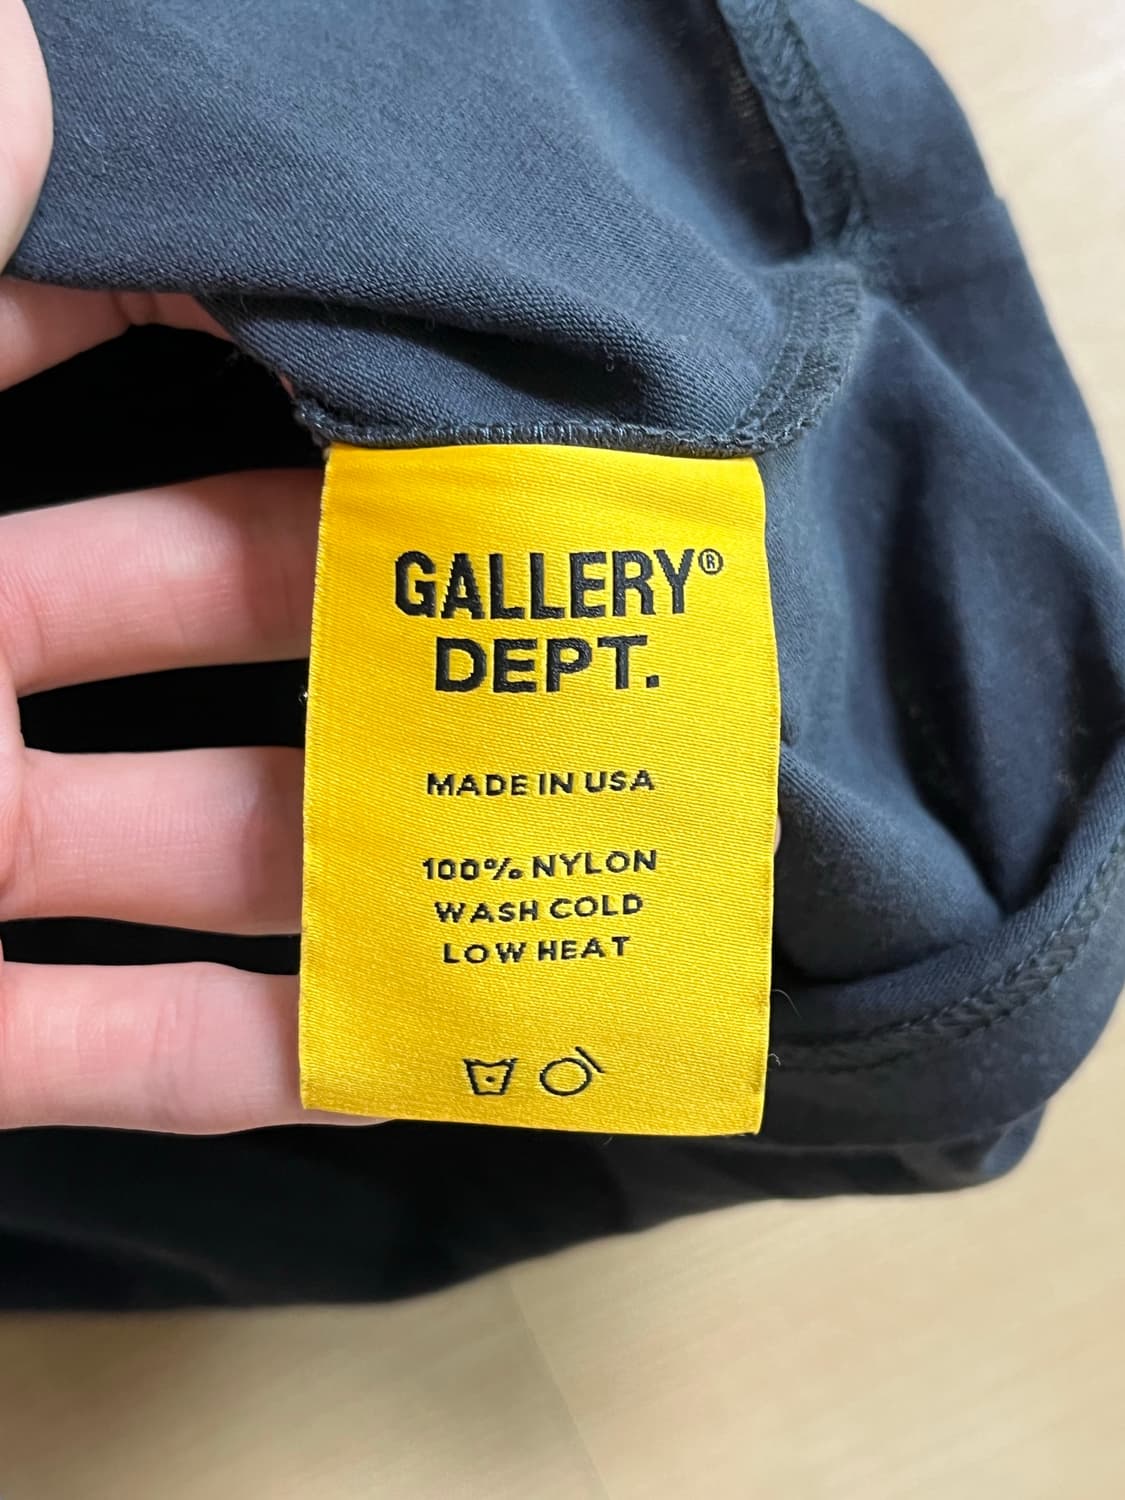 GALLERY®
DEPT.
MADE IN USA
100% NYLON
WASH COLD
LOW HEAT